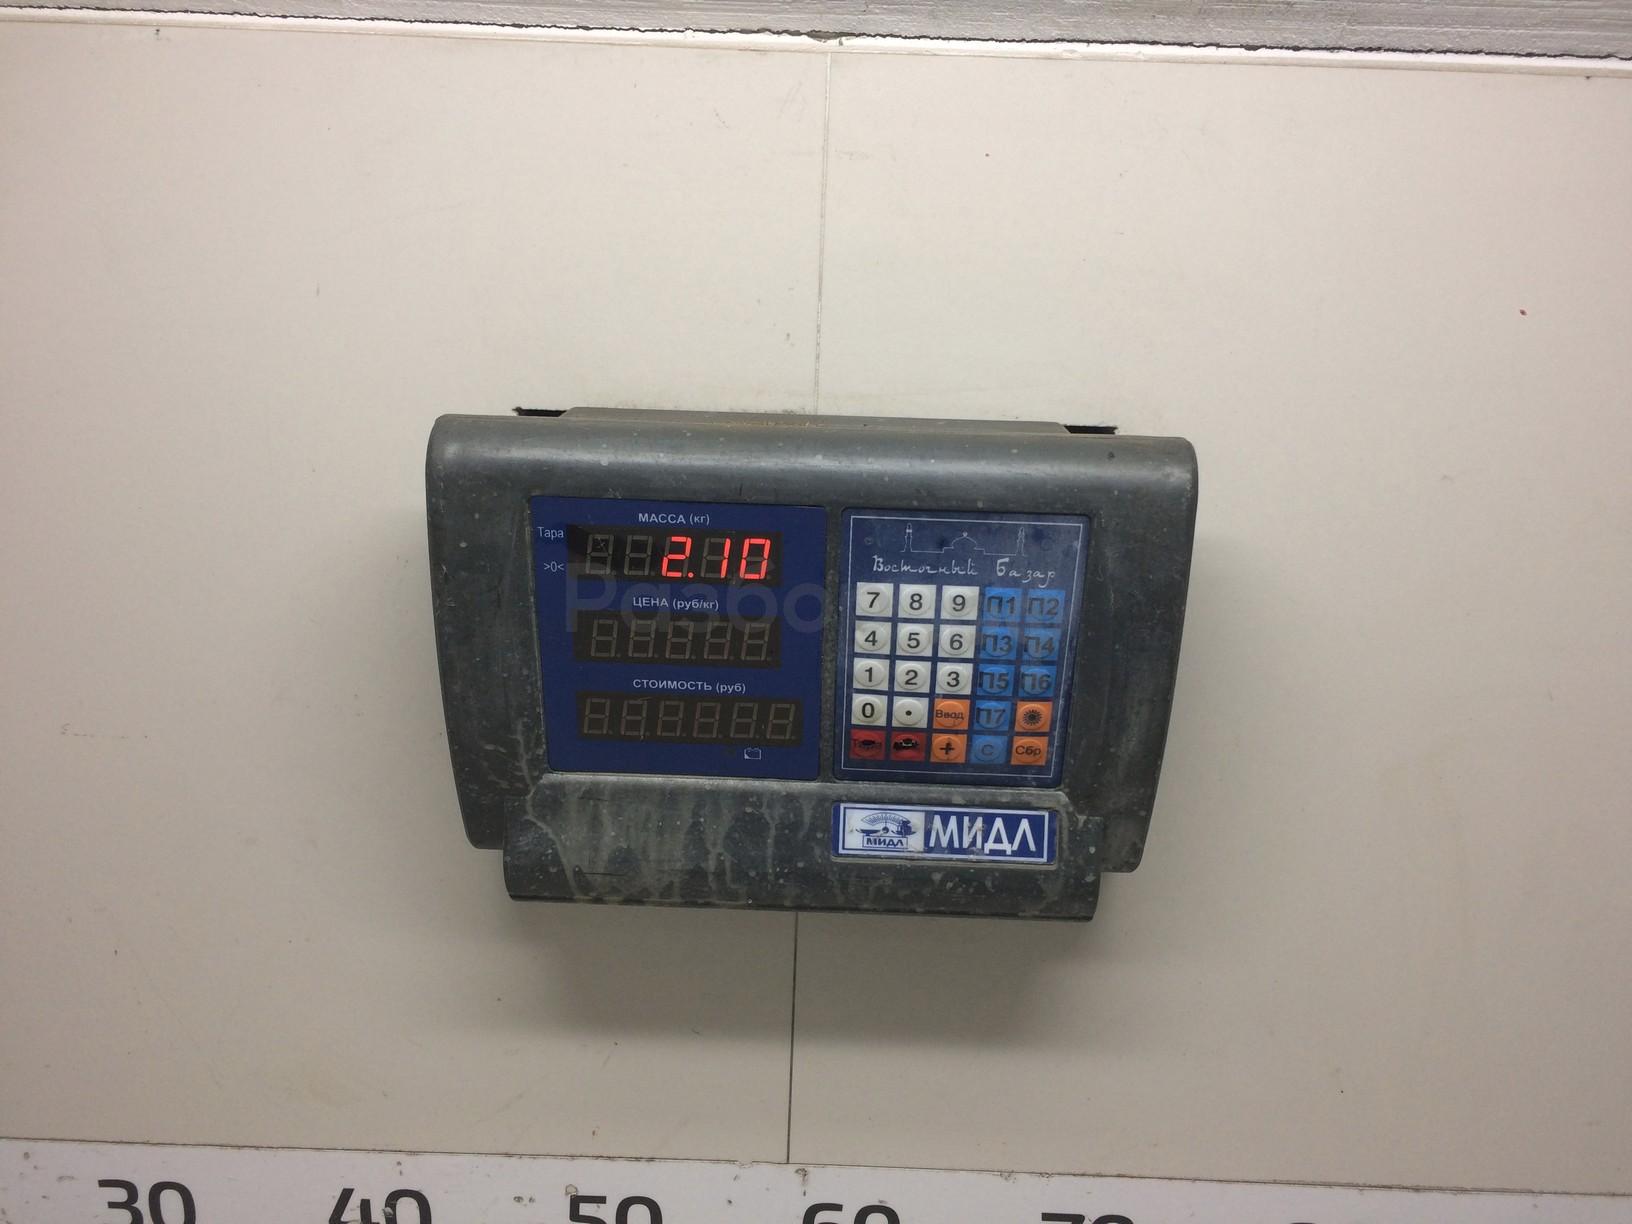 МАССА (кг)
Тара
2.10
>0<
ЦЕНА (руб/кг)
СТОИМОСТЬ (руб)
Восточный Базар
7 8 9 П1 П2
4 5 6 П3 П4
1 2 3 П5 П6
0 . Ввод П7
+ С Сбр
МИДЛ
МИДЛ
30 40 50 60 70